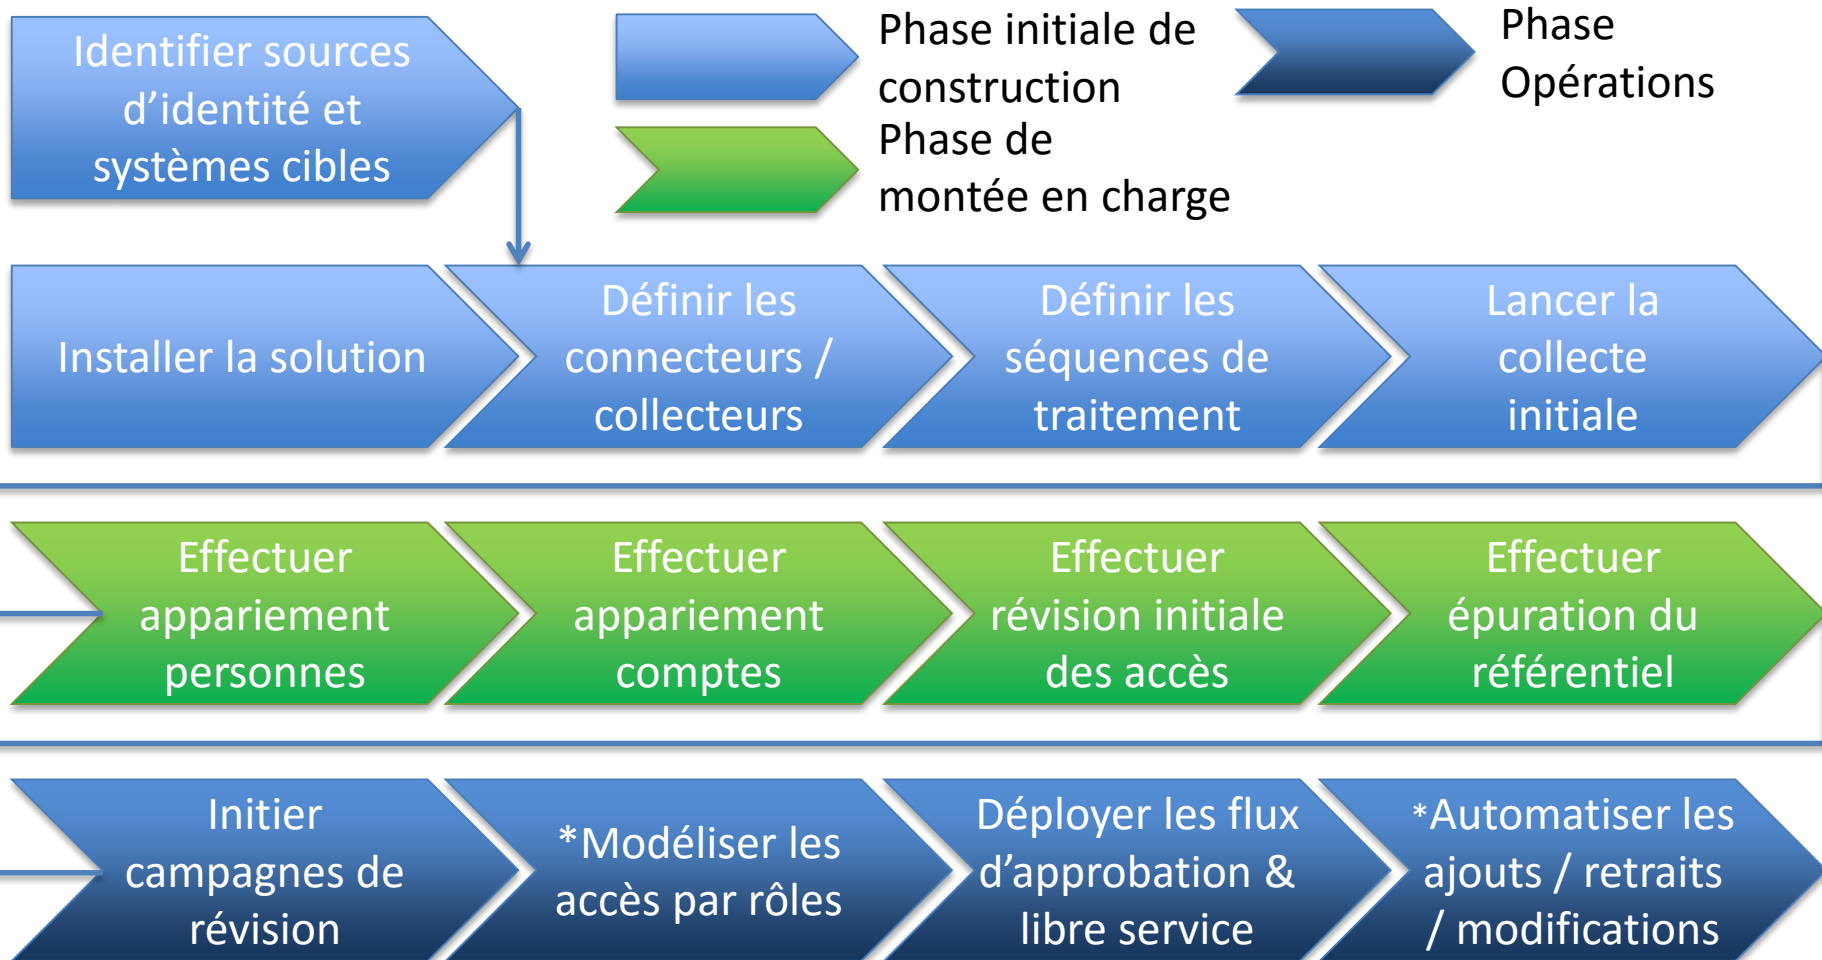 Identifier sources
d’identité et
systèmes cibles
Phase initiale de
construction
Phase
Opérations
Phase de
montée en charge
Installer la solution
Définir les
connecteurs /
collecteurs
Définir les
séquences de
traitement
Lancer la
collecte
initiale
Effectuer
appariement
personnes
Effectuer
appariement
comptes
Effectuer
révision initiale
des accès
Effectuer
épuration du
référentiel
Initier
campagnes de
révision
*Modéliser les
accès par rôles
Déployer les flux
d’approbation &
libre service
*Automatiser les
ajouts / retraits
/ modifications